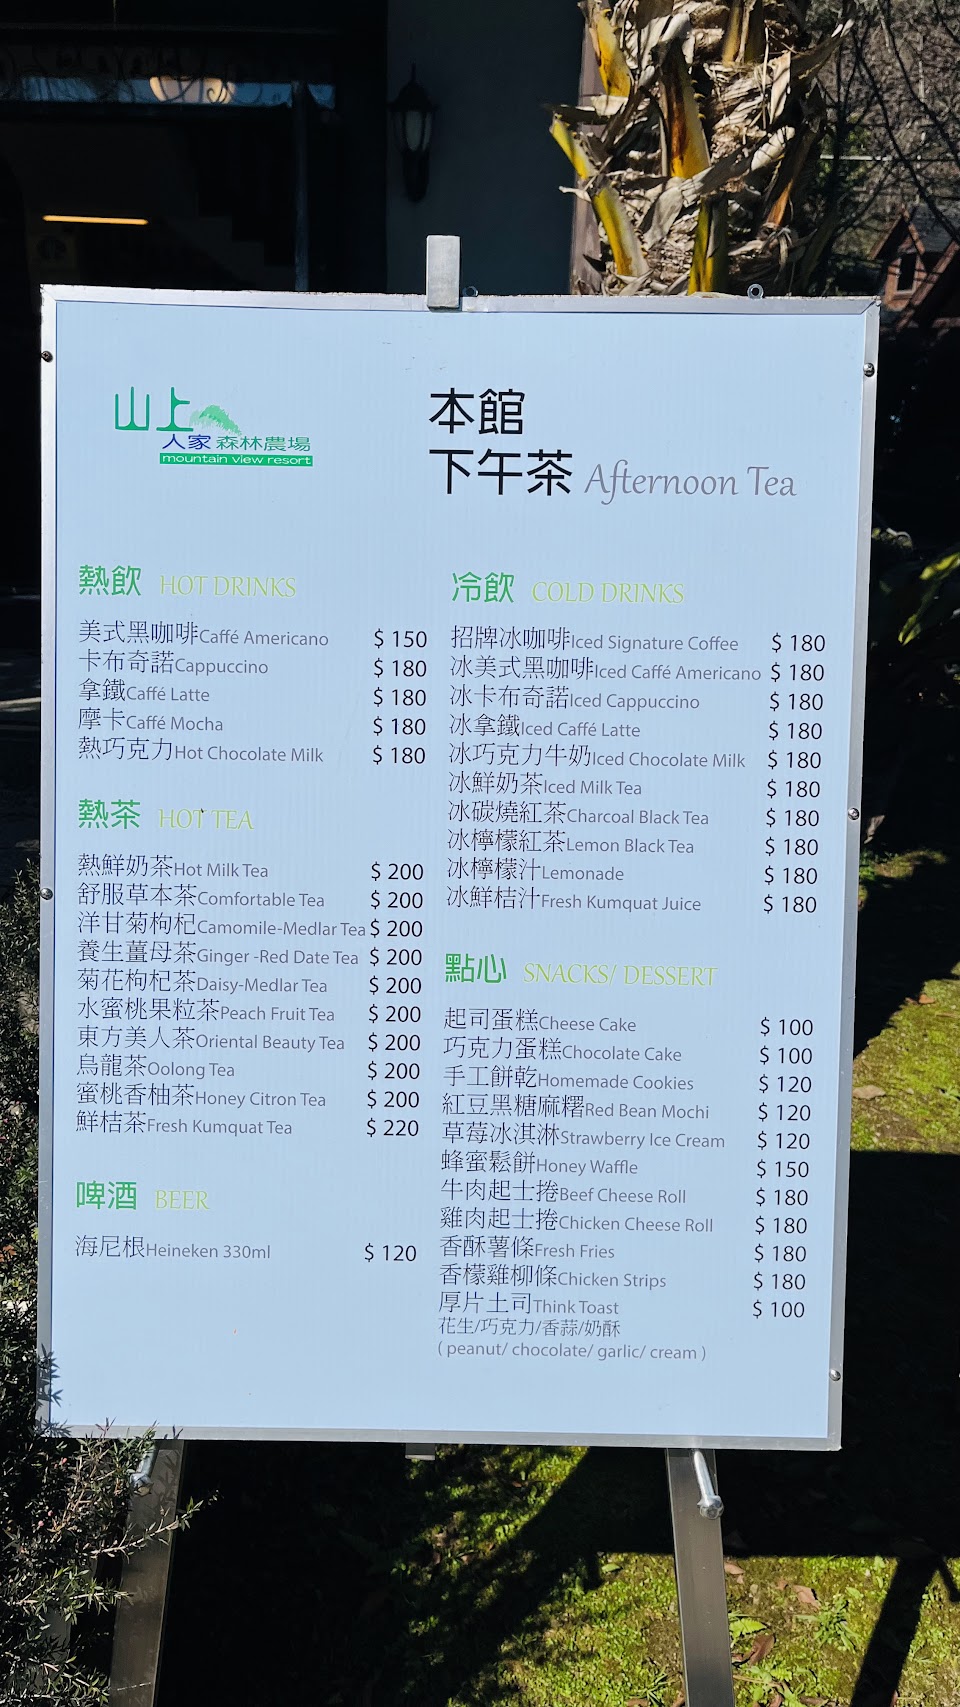 山上
人家 森林農場
mountain view resort
本館
下午茶 Afternoon Tea
熱飲 HOT DRINKS
美式黑咖啡Caffé Americano $ 150
卡布奇諾Cappuccino $ 180
拿鐵Caffé Latte $ 180
摩卡Caffé Mocha $ 180
熱巧克力Hot Chocolate Milk $ 180
熱茶 HOT TEA
熱鮮奶茶Hot Milk Tea $ 200
舒服草本茶Comfortable Tea $ 200
洋甘菊枸杞Camomile-Medlar Tea $ 200
養生薑母茶Ginger -Red Date Tea $ 200
菊花枸杞茶Daisy-Medlar Tea $ 200
水蜜桃果粒茶Peach Fruit Tea $ 200
東方美人茶Oriental Beauty Tea $ 200
烏龍茶Oolong Tea $ 200
蜜桃香柚茶Honey Citron Tea $ 200
鮮桔茶Fresh Kumquat Tea $ 220
啤酒 BEER
海尼根Heineken 330ml $ 120
冷飲 COLD DRINKS
招牌冰咖啡Iced Signature Coffee $ 180
冰美式黑咖啡Iced Caffé Americano $ 180
冰卡布奇諾Iced Cappuccino $ 180
冰拿鐵Iced Caffé Latte $ 180
冰巧克力牛奶Iced Chocolate Milk $ 180
冰鮮奶茶Iced Milk Tea $ 180
冰碳燒紅茶Charcoal Black Tea $ 180
冰檸檬紅茶Lemon Black Tea $ 180
冰檸檬汁Lemonade $ 180
冰鮮桔汁Fresh Kumquat Juice $ 180
點心 SNACKS/ DESSERT
起司蛋糕Cheese Cake $ 100
巧克力蛋糕Chocolate Cake $ 100
手工餅乾Homemade Cookies $ 120
紅豆黑糖麻糬Red Bean Mochi $ 120
草莓冰淇淋Strawberry Ice Cream $ 120
蜂蜜鬆餅Honey Waffle $ 150
牛肉起士捲Beef Cheese Roll $ 180
雞肉起士捲Chicken Cheese Roll $ 180
香酥薯條Fresh Fries $ 180
香檬雞柳條Chicken Strips $ 180
厚片土司Think Toast $ 100
花生/巧克力/香蒜/奶酥
( peanut/ chocolate/ garlic/ cream )